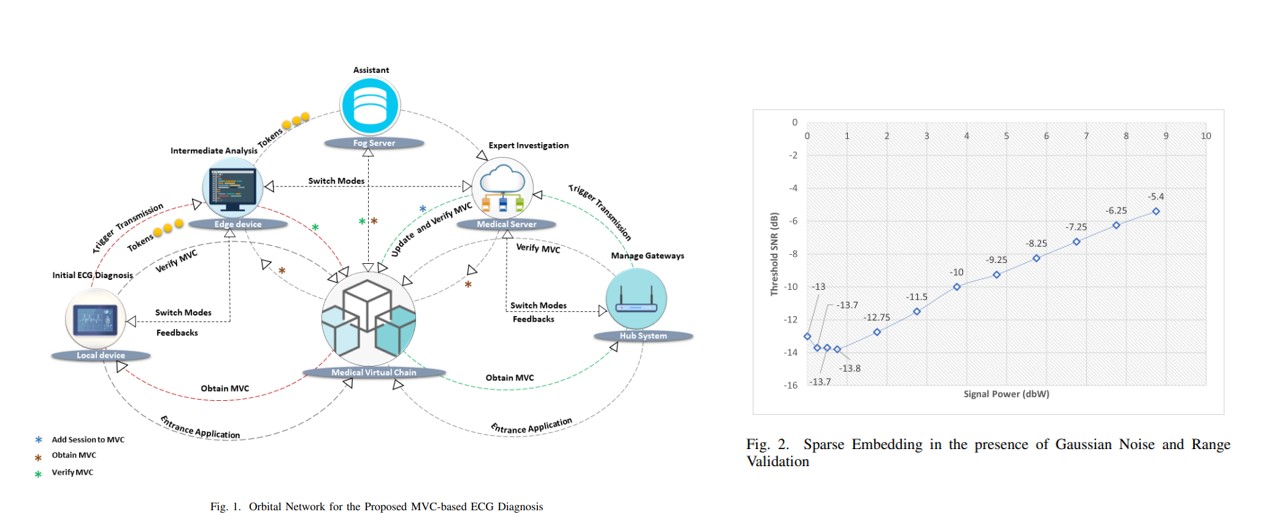 Assistant
Fog Server
Tokens
Intermediate Analysis
Edge device
Switch Modes
Expert Investigation
Medical Server
Trigger Transmission
Tokens
Verify MVC
Update and Verify MVC
Trigger Transmission
Verify MVC
Manage Gateways
Hub System
Initial ECG Diagnosis
Local device
Switch Modes
Feedbacks
Switch Modes
Feedbacks
Medical Virtual Chain
Obtain MVC
Obtain MVC
Entrance Application
Entrance Application
* Add Session to MVC
* Obtain MVC
* Verify MVC
Fig. 1. Orbital Network for the Proposed MVC-based ECG Diagnosis
0 1 2 3 4 5 6 7 8 9 10
0
-2
-4
-6
-8
-10
-12
-14
-16
Threshold SNR (dB)
-13
-13.7
-13.7
-13.8
-12.75
-11.5
-10
-9.25
-8.25
-7.25
-6.25
-5.4
Signal Power (dbW)
Fig. 2. Sparse Embedding in the presence of Gaussian Noise and Range
Validation